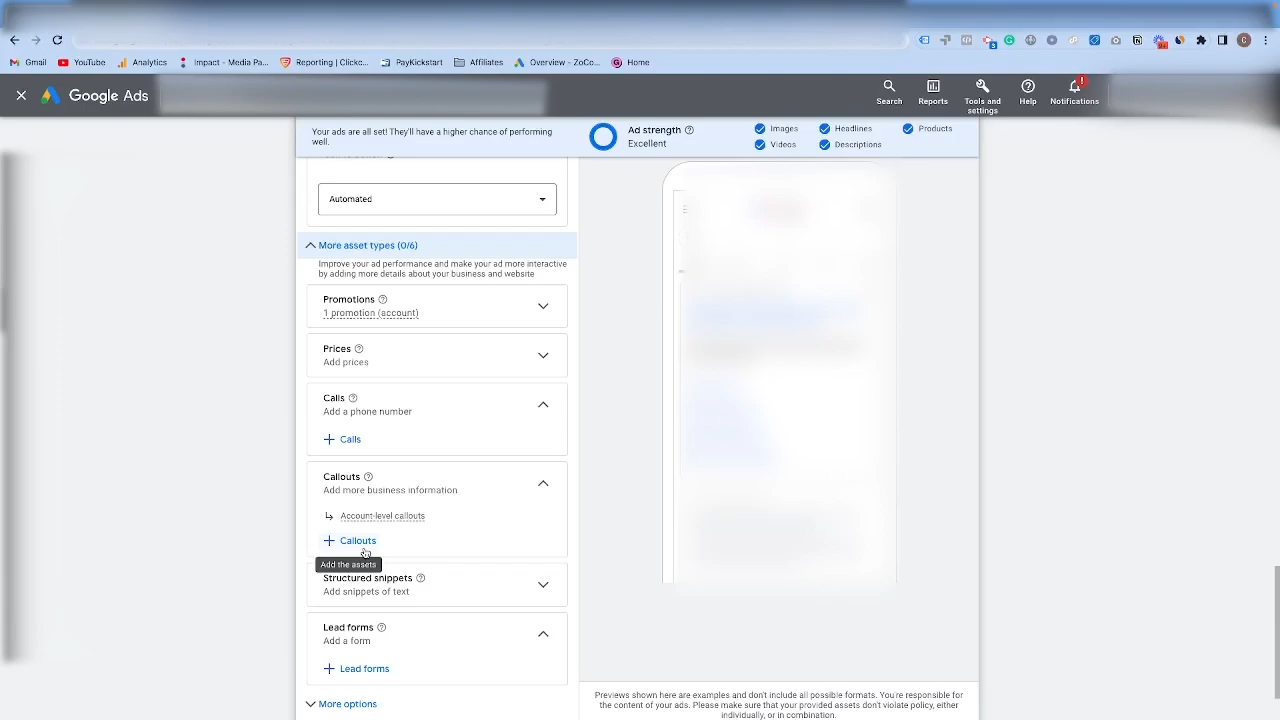 Gmail YouTube Analytics Impact - Media Pa... Reporting | Clickc... PayKickstart Affiliates Overview - ZoCo... Home
Google Ads
Search Reports Tools and settings Help Notifications
!
Your ads are all set! They'll have a higher chance of performing
well.
Ad strength
Excellent
Images Headlines Products
Videos Descriptions
Automated
More asset types (0/6)
Improve your ad performance and make your ad more interactive
by adding more details about your business and website
Promotions
1 promotion (account)
Prices
Add prices
Calls
Add a phone number
Calls
Callouts
Add more business information
Account-level callouts
Callouts
Add the assets
Structured snippets
Add snippets of text
Lead forms
Add a form
Lead forms
More options
Previews shown here are examples and don't include all possible formats. You're responsible for
the content of your ads. Please make sure that your provided assets don't violate policy, either
individually, or in combination.